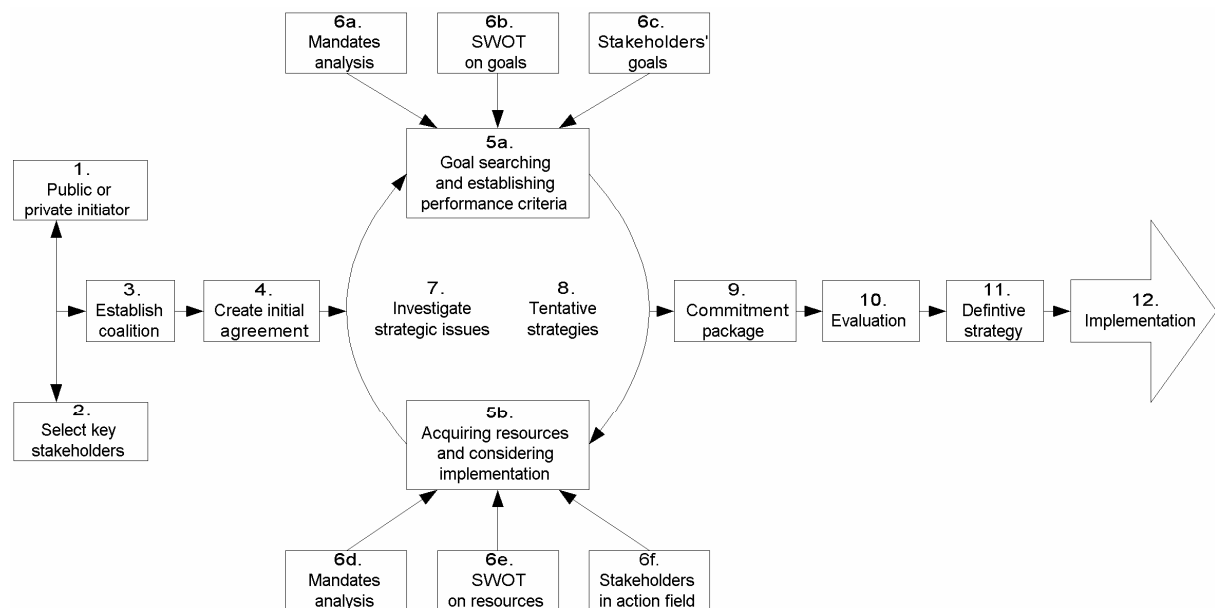 6a.
Mandates
analysis
6b.
SWOT
on goals
6c.
Stakeholders'
goals
5a.
Goal searching
and establishing
performance criteria
1.
Public or
private initiator
3.
Establish
coalition
4.
Create initial
agreement
7.
Investigate
strategic issues
8.
Tentative
strategies
9.
Commitment
package
10.
Evaluation
11.
Defintive
strategy
12.
Implementation
2.
Select key
stakeholders
5b.
Acquiring resources
and considering
implementation
6d.
Mandates
analysis
6e.
SWOT
on resources
6f.
Stakeholders
in action field